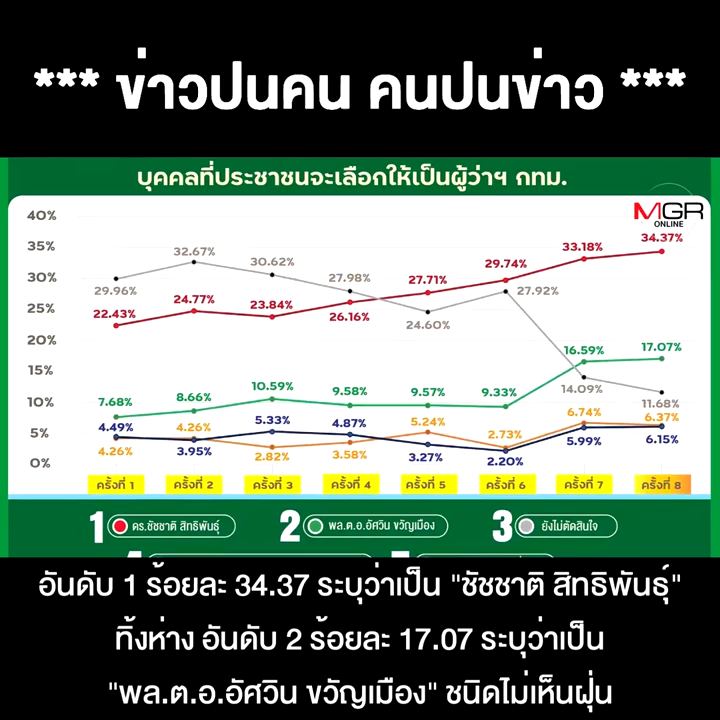 *** ข่าวปนคน คนปนข่าว ***
บุคคลที่ประชาชนจะเลือกให้เป็นผู้ว่าฯ กทม.
MGR
ONLINE
40%
35%
30%
25%
20%
15%
10%
5%
0%
29.96% 32.67% 30.62% 27.98% 24.60% 27.92% 14.09% 11.68%
22.43% 24.77% 23.84% 26.16% 27.71% 29.74% 33.18% 34.37%
7.68% 8.66% 10.59% 9.58% 9.57% 9.33% 16.59% 17.07%
4.49% 4.26% 5.33% 4.87% 5.24% 2.73% 6.74% 6.37%
4.26% 3.95% 2.82% 3.58% 3.27% 2.20% 5.99% 6.15%
ครั้งที่ 1 ครั้งที่ 2 ครั้งที่ 3 ครั้งที่ 4 ครั้งที่ 5 ครั้งที่ 6 ครั้งที่ 7 ครั้งที่ 8
1 ดร.ชัชชาติ สิทธิพันธุ์ 2 พล.ต.อ.อัศวิน ขวัญเมือง 3 ยังไม่ตัดสินใจ
อันดับ 1 ร้อยละ 34.37 ระบุว่าเป็น "ชัชชาติ สิทธิพันธุ์"
ทิ้งห่าง อันดับ 2 ร้อยละ 17.07 ระบุว่าเป็น
"พล.ต.อ.อัศวิน ขวัญเมือง" ชนิดไม่เห็นฝุ่น